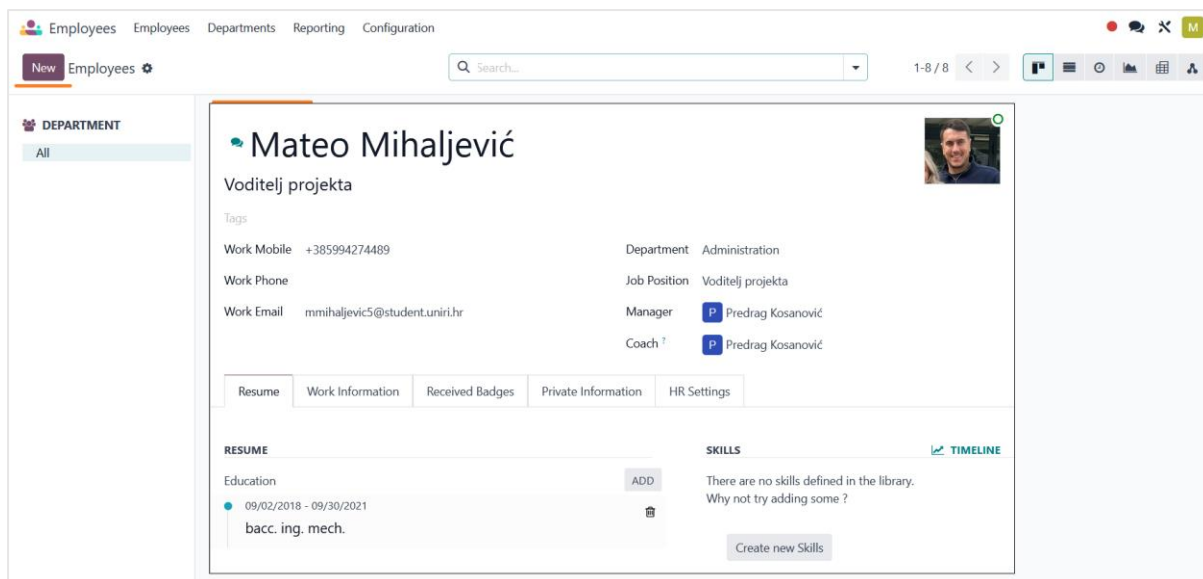 Employees Employees Departments Reporting Configuration M
New Employees Search... 1-8 / 8
DEPARTMENT
All
Mateo Mihaljević
Voditelj projekta
Tags
Work Mobile +385994274489 Department Administration
Work Phone Job Position Voditelj projekta
Work Email mmihaljevic5@student.uniri.hr Manager P Predrag Kosanović
Coach ? P Predrag Kosanović
Resume Work Information Received Badges Private Information HR Settings
RESUME SKILLS TIMELINE
Education ADD There are no skills defined in the library.
09/02/2018 - 09/30/2021 Why not try adding some ?
bacc. ing. mech.
Create new Skills